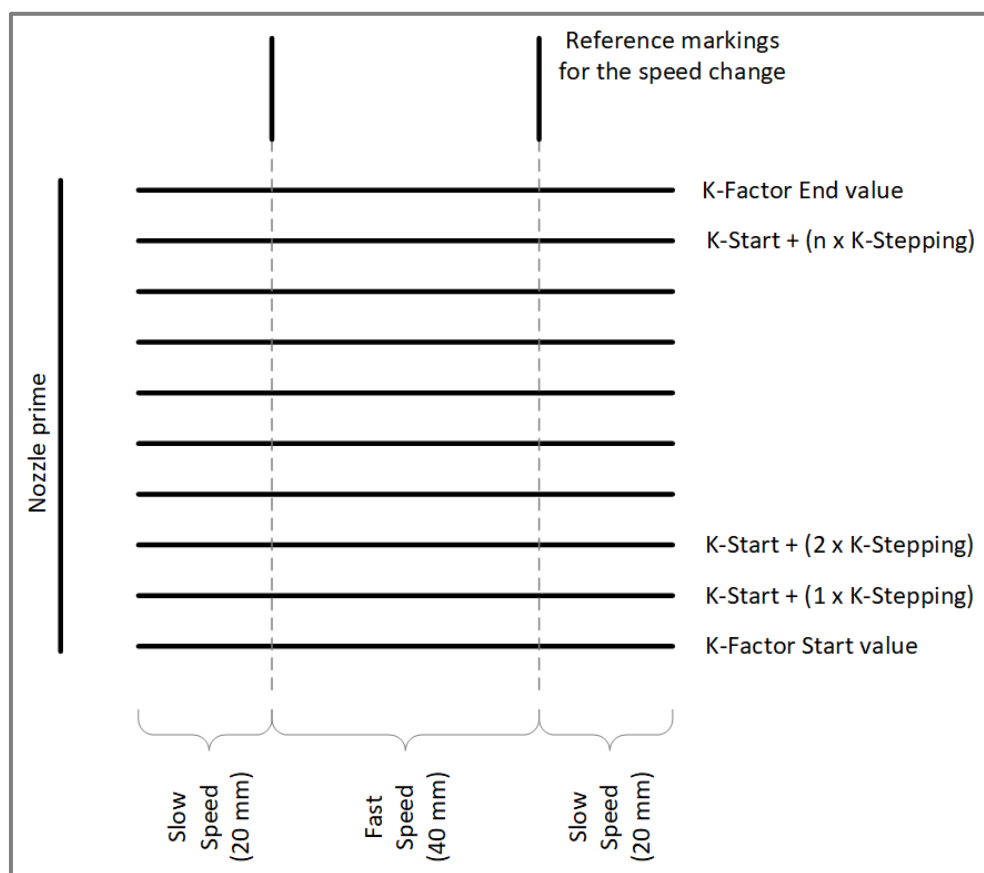 Reference markings
for the speed change
K-Factor End value
K-Start + (n x K-Stepping)
Nozzle prime
K-Start + (2 x K-Stepping)
K-Start + (1 x K-Stepping)
K-Factor Start value
Slow
Speed
(20 mm)
Fast
Speed
(40 mm)
Slow
Speed
(20 mm)